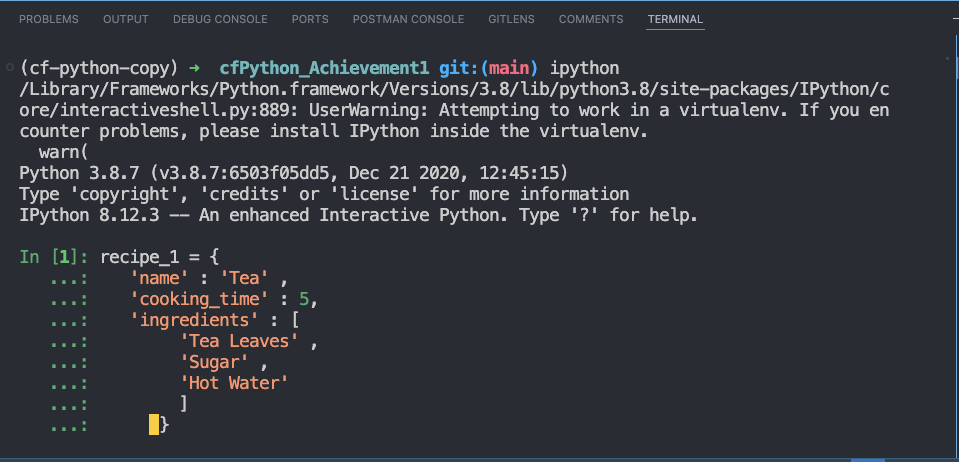 PROBLEMS OUTPUT DEBUG CONSOLE PORTS POSTMAN CONSOLE GITLENS COMMENTS TERMINAL
(cf-python-copy) ➜  cfPython_Achievement1 git:(main) ipython
/Library/Frameworks/Python.framework/Versions/3.8/lib/python3.8/site-packages/IPython/c
ore/interactiveshell.py:889: UserWarning: Attempting to work in a virtualenv. If you en
counter problems, please install IPython inside the virtualenv.
  warn(
Python 3.8.7 (v3.8.7:6503f05dd5, Dec 21 2020, 12:45:15)
Type 'copyright', 'credits' or 'license' for more information
IPython 8.12.3 -- An enhanced Interactive Python. Type '?' for help.
In [1]: recipe_1 = {
   ...:    'name' : 'Tea' ,
   ...:    'cooking_time' : 5,
   ...:    'ingredients' : [
   ...:         'Tea Leaves' ,
   ...:         'Sugar' ,
   ...:         'Hot Water'
   ...:         ]
   ...:       }